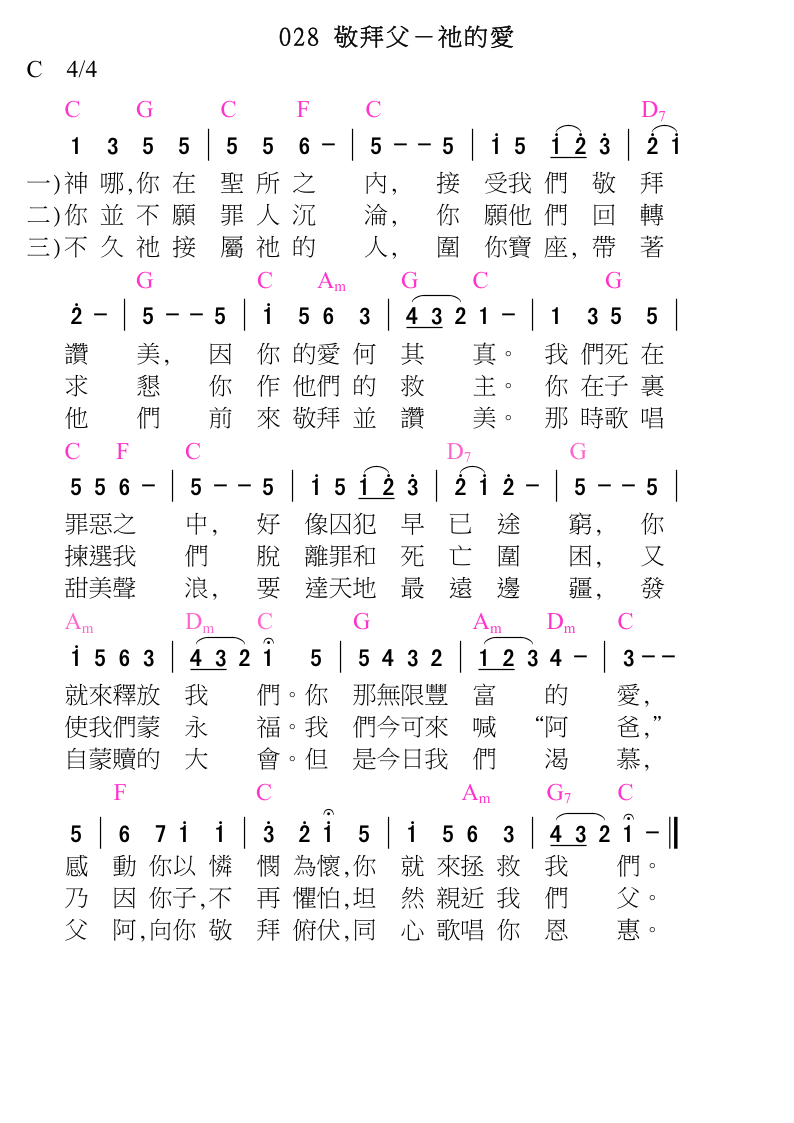 028 敬拜父－祂的愛
C 4/4
C G C F C D7
1 3 5 5 | 5 5 6 － | 5 － － 5 | i 5 i 2̇ 3̇ | 2̇ i
一)神 哪,你 在 聖 所 之 內, 接 受我 們 敬 拜
二)你 並 不 願 罪 人 沉 淪, 你 願他 們 回 轉
三)不 久 祂 接 屬 祂 的 人, 圍 你寶 座, 帶 著
G C Am G C G
2̇ － | 5 － － 5 | i 5 6 3 | 4 3 2 1 － | 1 3 5 5 |
讚 美, 因 你 的愛 何 其 真。 我 們死 在
求 懇 你 作 他們 的 救 主。 你 在子 裏
他 們 前 來 敬拜 並 讚 美。 那 時歌 唱
C F C D7 G
5 5 6 － | 5 － － 5 | i 5 i 2̇ 3̇ | 2̇ i 2̇ － | 5 － － 5 |
罪惡之 中, 好 像囚犯 早 已 途 窮, 你
揀選我 們 脫 離罪和 死 亡 圍 困, 又
甜美聲 浪, 要 達天地 最 遠 邊 疆, 發
Am Dm C G Am Dm C
i 5 6 3 | 4 3 2 i 5 | 5 4 3 2 | 1 2 3 4 － | 3 － －
就來釋放 我 們。你 那無限豐 富 的 愛,
使我們蒙 永 福。我 們今可來 喊 “阿 爸,”
自蒙贖的 大 會。但 是今日我 們 渴 慕,
F C Am G7 C
5 | 6 7 i i | 3̇ 2̇ i 5 | i 5 6 3 | 4 3 2 i － ‖
感 動 你以 憐 憫 為懷,你 就 來拯 救 我 們。
乃 因 你子,不 再 懼怕,坦 然 親近 我 們 父。
父 阿,向你 敬 拜 俯伏,同 心 歌唱 你 恩 惠。